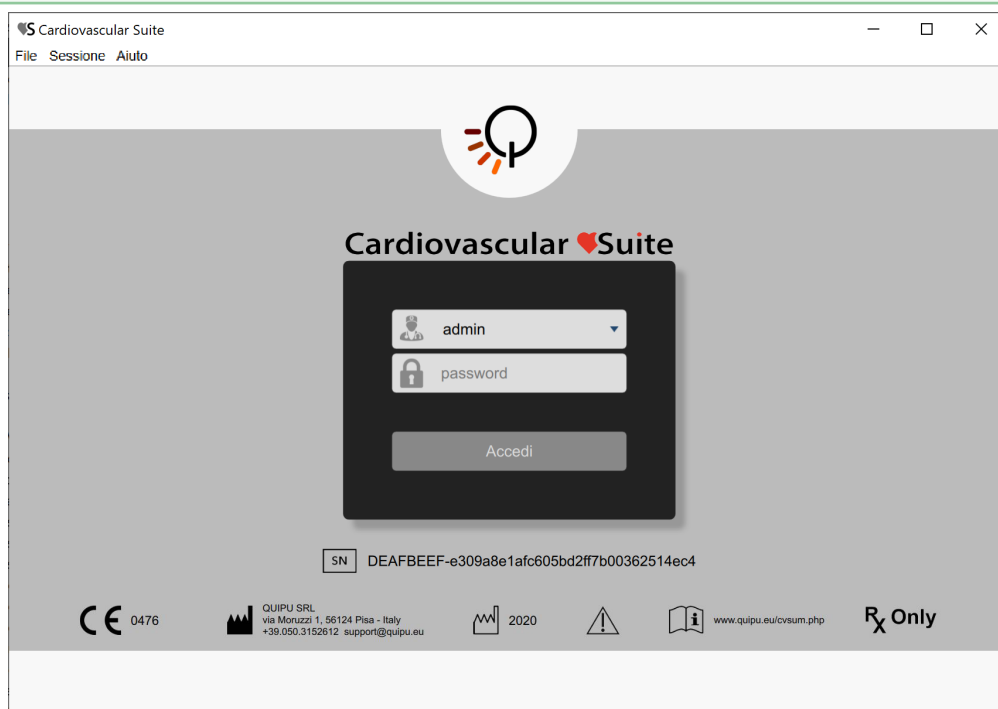 Cardiovascular Suite
File Sessione Aiuto
Cardiovascular Suite
admin
password
Accedi
SN DEAFBEEF-e309a8e1afc605bd2ff7b00362514ec4
CE 0476
QUIPU SRL
via Moruzzi 1, 56124 Pisa - Italy
+39.050.3152612 support@quipu.eu
2020
www.quipu.eu/cvsum.php
Rx Only